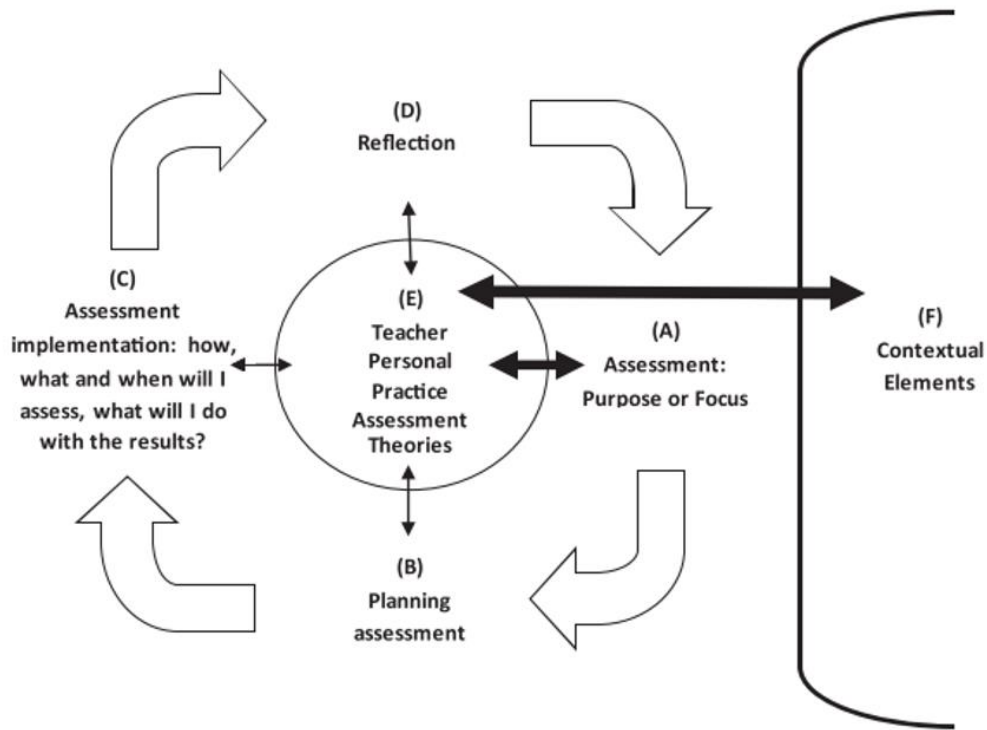 (D)
Reflection
(C)
Assessment
implementation: how,
what and when will I
assess, what will I do
with the results?
(E)
Teacher
Personal
Practice
Assessment
Theories
(A)
Assessment:
Purpose or Focus
(F)
Contextual
Elements
(B)
Planning
assessment